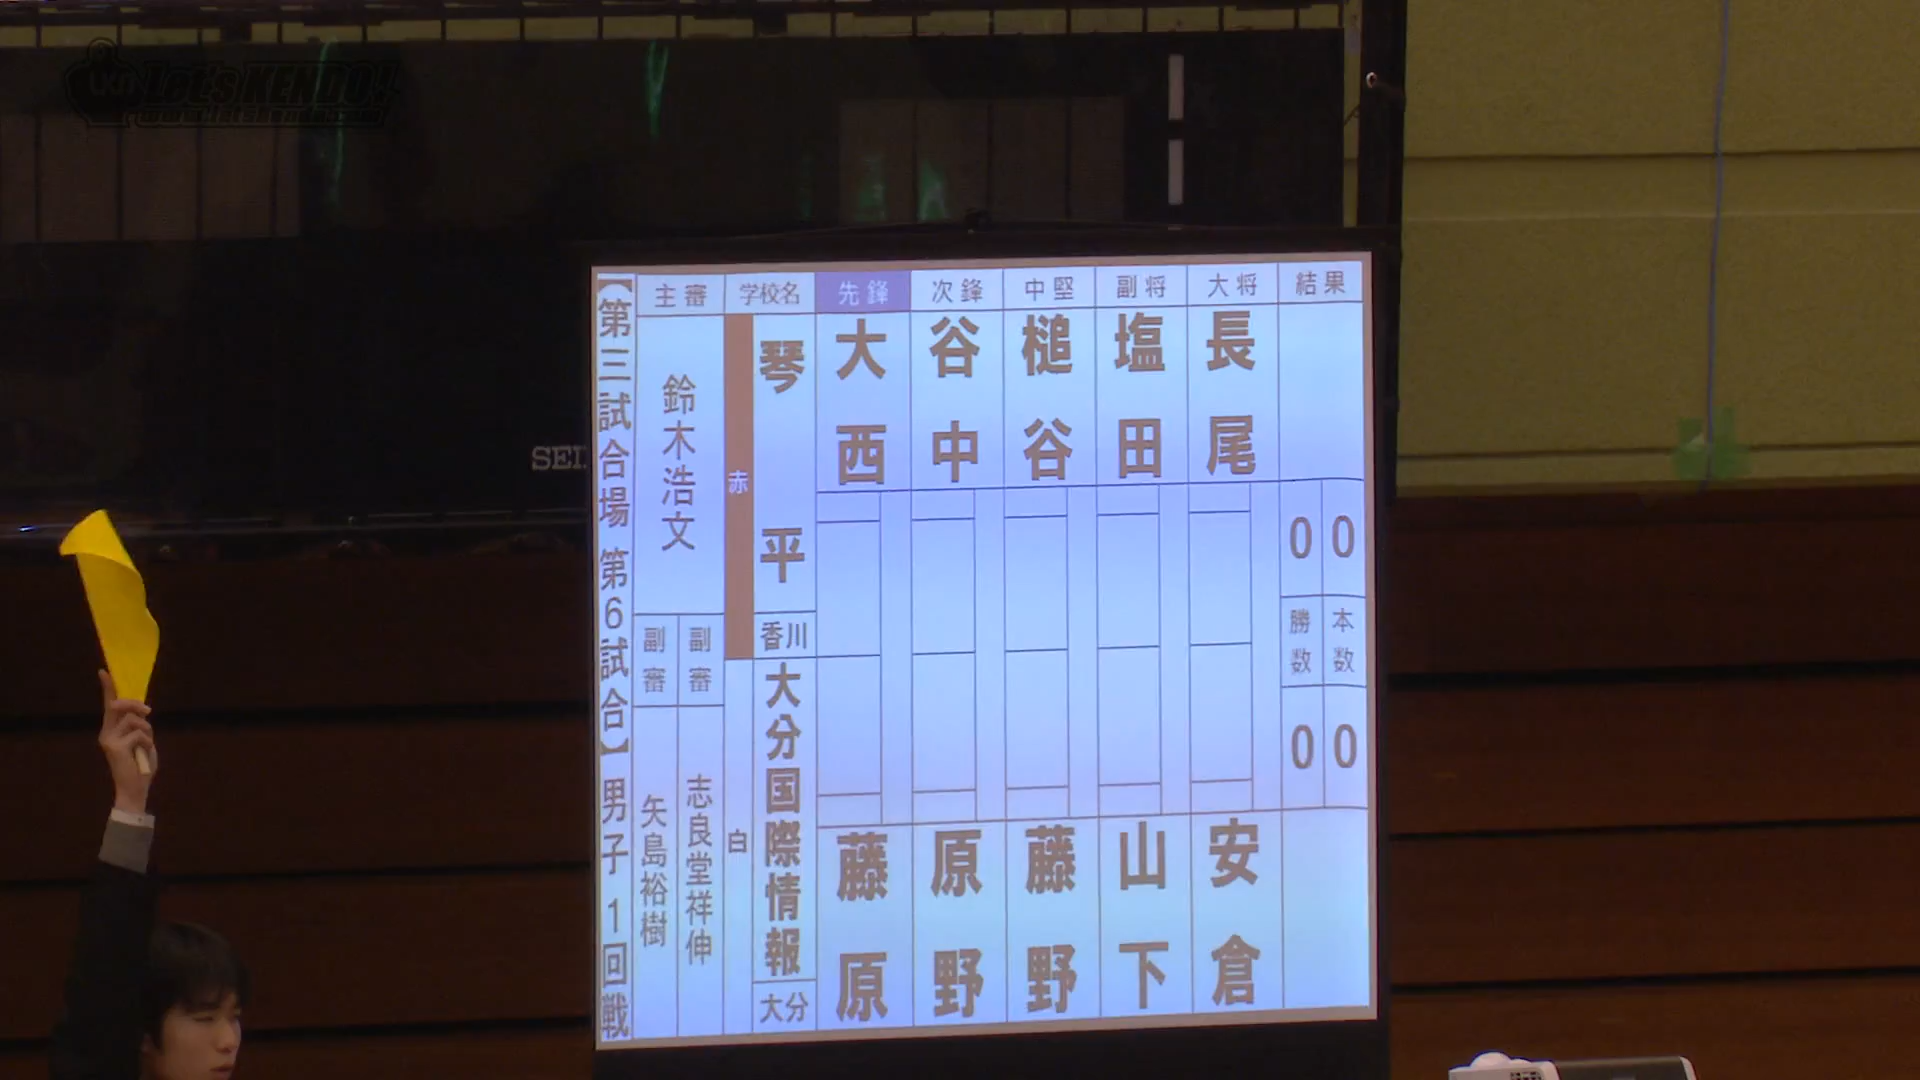 LKD Let's KENDO!
www.letskendo.com
SEI
【第三試合場 第6試合】 男子 1回戦
主審
鈴木浩文
副審
副審
矢島裕樹
志良堂祥伸
学校名
赤
琴平
香川
白
大分国際情報
大分
先鋒
大西
藤原
次鋒
谷中
原野
中堅
槌谷
藤野
副将
塩田
山下
大将
長尾
安倉
結果
0 0
勝数 本数
0 0